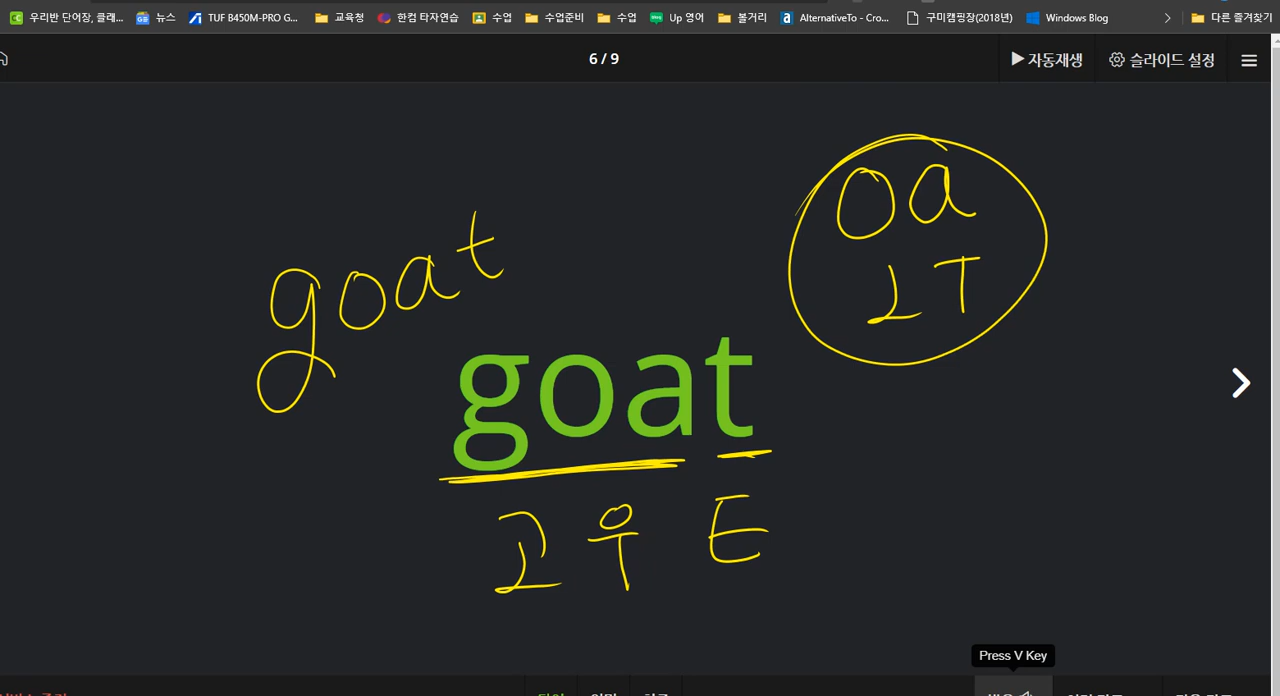 우리반 단어장, 클래... 뉴스 TUF B450M-PRO G... 교육청 한컴 타자연습 수업 수업준비 수업 Up 영어 볼거리 AlternativeTo - Cro... 구미캠핑장(2018년) Windows Blog 다른 즐겨찾기
6 / 9 자동재생 슬라이드 설정
oa
ㅗㅜ
goat
goat
고우 ㅌ
Press V Key